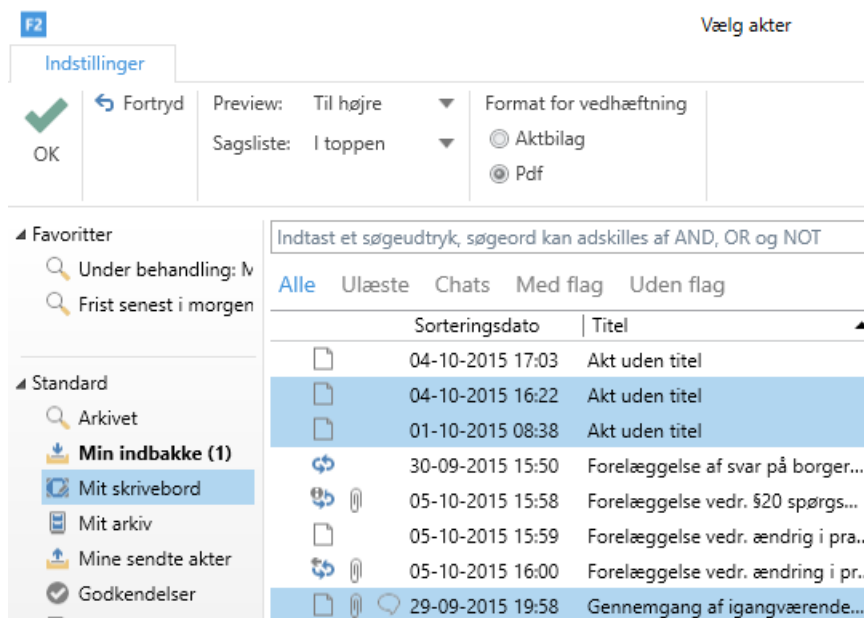 F2
Vælg akter
Indstillinger
OK
Fortryd
Preview: Til højre
Sagsliste: I toppen
Format for vedhæftning
Aktbilag
Pdf
Favoritter
Under behandling: M
Frist senest i morgen
Standard
Arkivet
Min indbakke (1)
Mit skrivebord
Mit arkiv
Mine sendte akter
Godkendelser
Indtast et søgeudtryk, søgeord kan adskilles af AND, OR og NOT
Alle Ulæste Chats Med flag Uden flag
Sorteringsdato Titel
04-10-2015 17:03 Akt uden titel
04-10-2015 16:22 Akt uden titel
01-10-2015 08:38 Akt uden titel
30-09-2015 15:50 Forelæggelse af svar på borger...
05-10-2015 15:58 Forelæggelse vedr. §20 spørgs...
05-10-2015 15:59 Forelæggelse vedr. ændrig i pra...
05-10-2015 16:00 Forelæggelse vedr. ændring i pr...
29-09-2015 19:58 Gennemgang af igangværende...